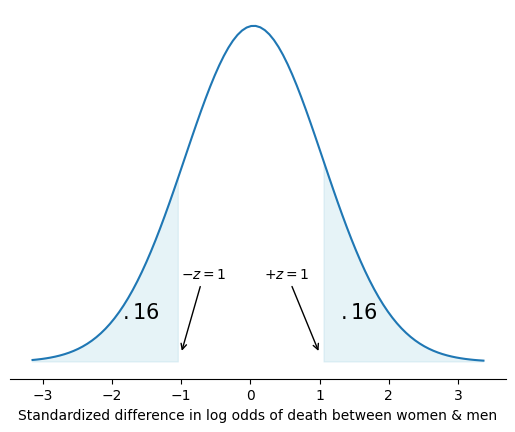 −z = 1 +z = 1
.16 .16
−3 −2 −1 0 1 2 3
Standardized difference in log odds of death between women & men